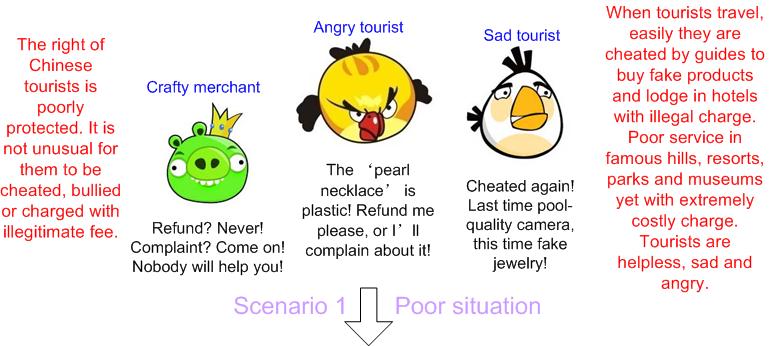 The right of
Chinese
tourists is
poorly
protected. It is
not unusual for
them to be
cheated, bullied
or charged with
illegitimate fee.
Crafty merchant
Refund? Never!
Complaint? Come on!
Nobody will help you!
Angry tourist
The ‘pearl
necklace’ is
plastic! Refund me
please, or I’ll
complain about it!
Sad tourist
Cheated again!
Last time pool-
quality camera,
this time fake
jewelry!
When tourists travel,
easily they are
cheated by guides to
buy fake products
and lodge in hotels
with illegal charge.
Poor service in
famous hills, resorts,
parks and museums
yet with extremely
costly charge.
Tourists are
helpless, sad and
angry.
Scenario 1 Poor situation